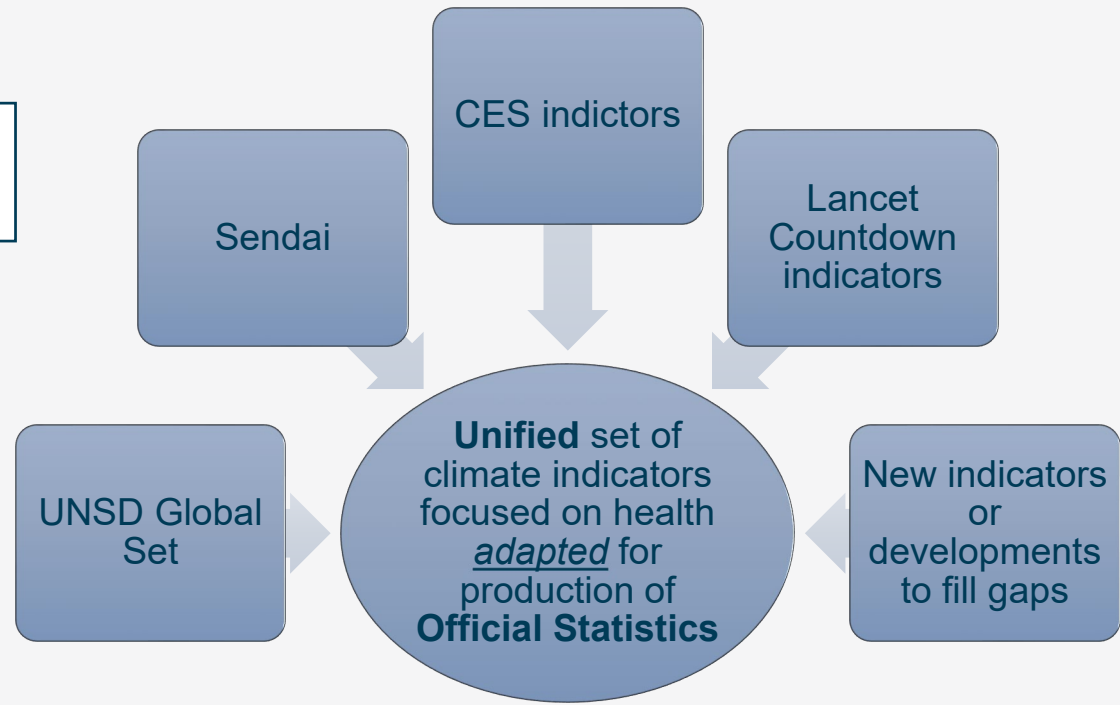 CES indictors
Sendai
Lancet
Countdown
indicators
UNSD Global
Set
Unified set of
climate indicators
focused on health
adapted for
production of
Official Statistics
New indicators
or
developments
to fill gaps